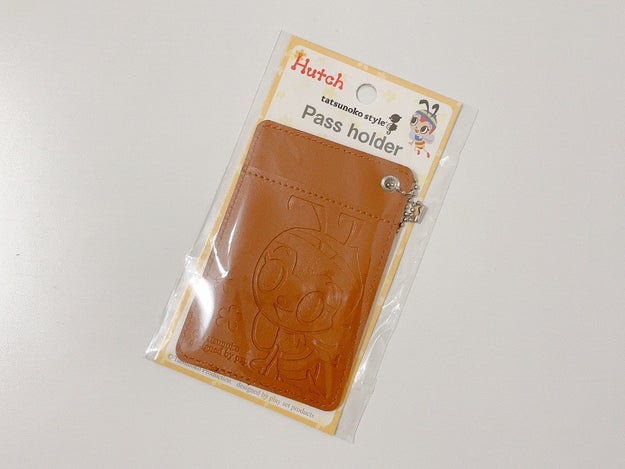 Hutch
tatsunoko style
Pass holder
designed by play set products